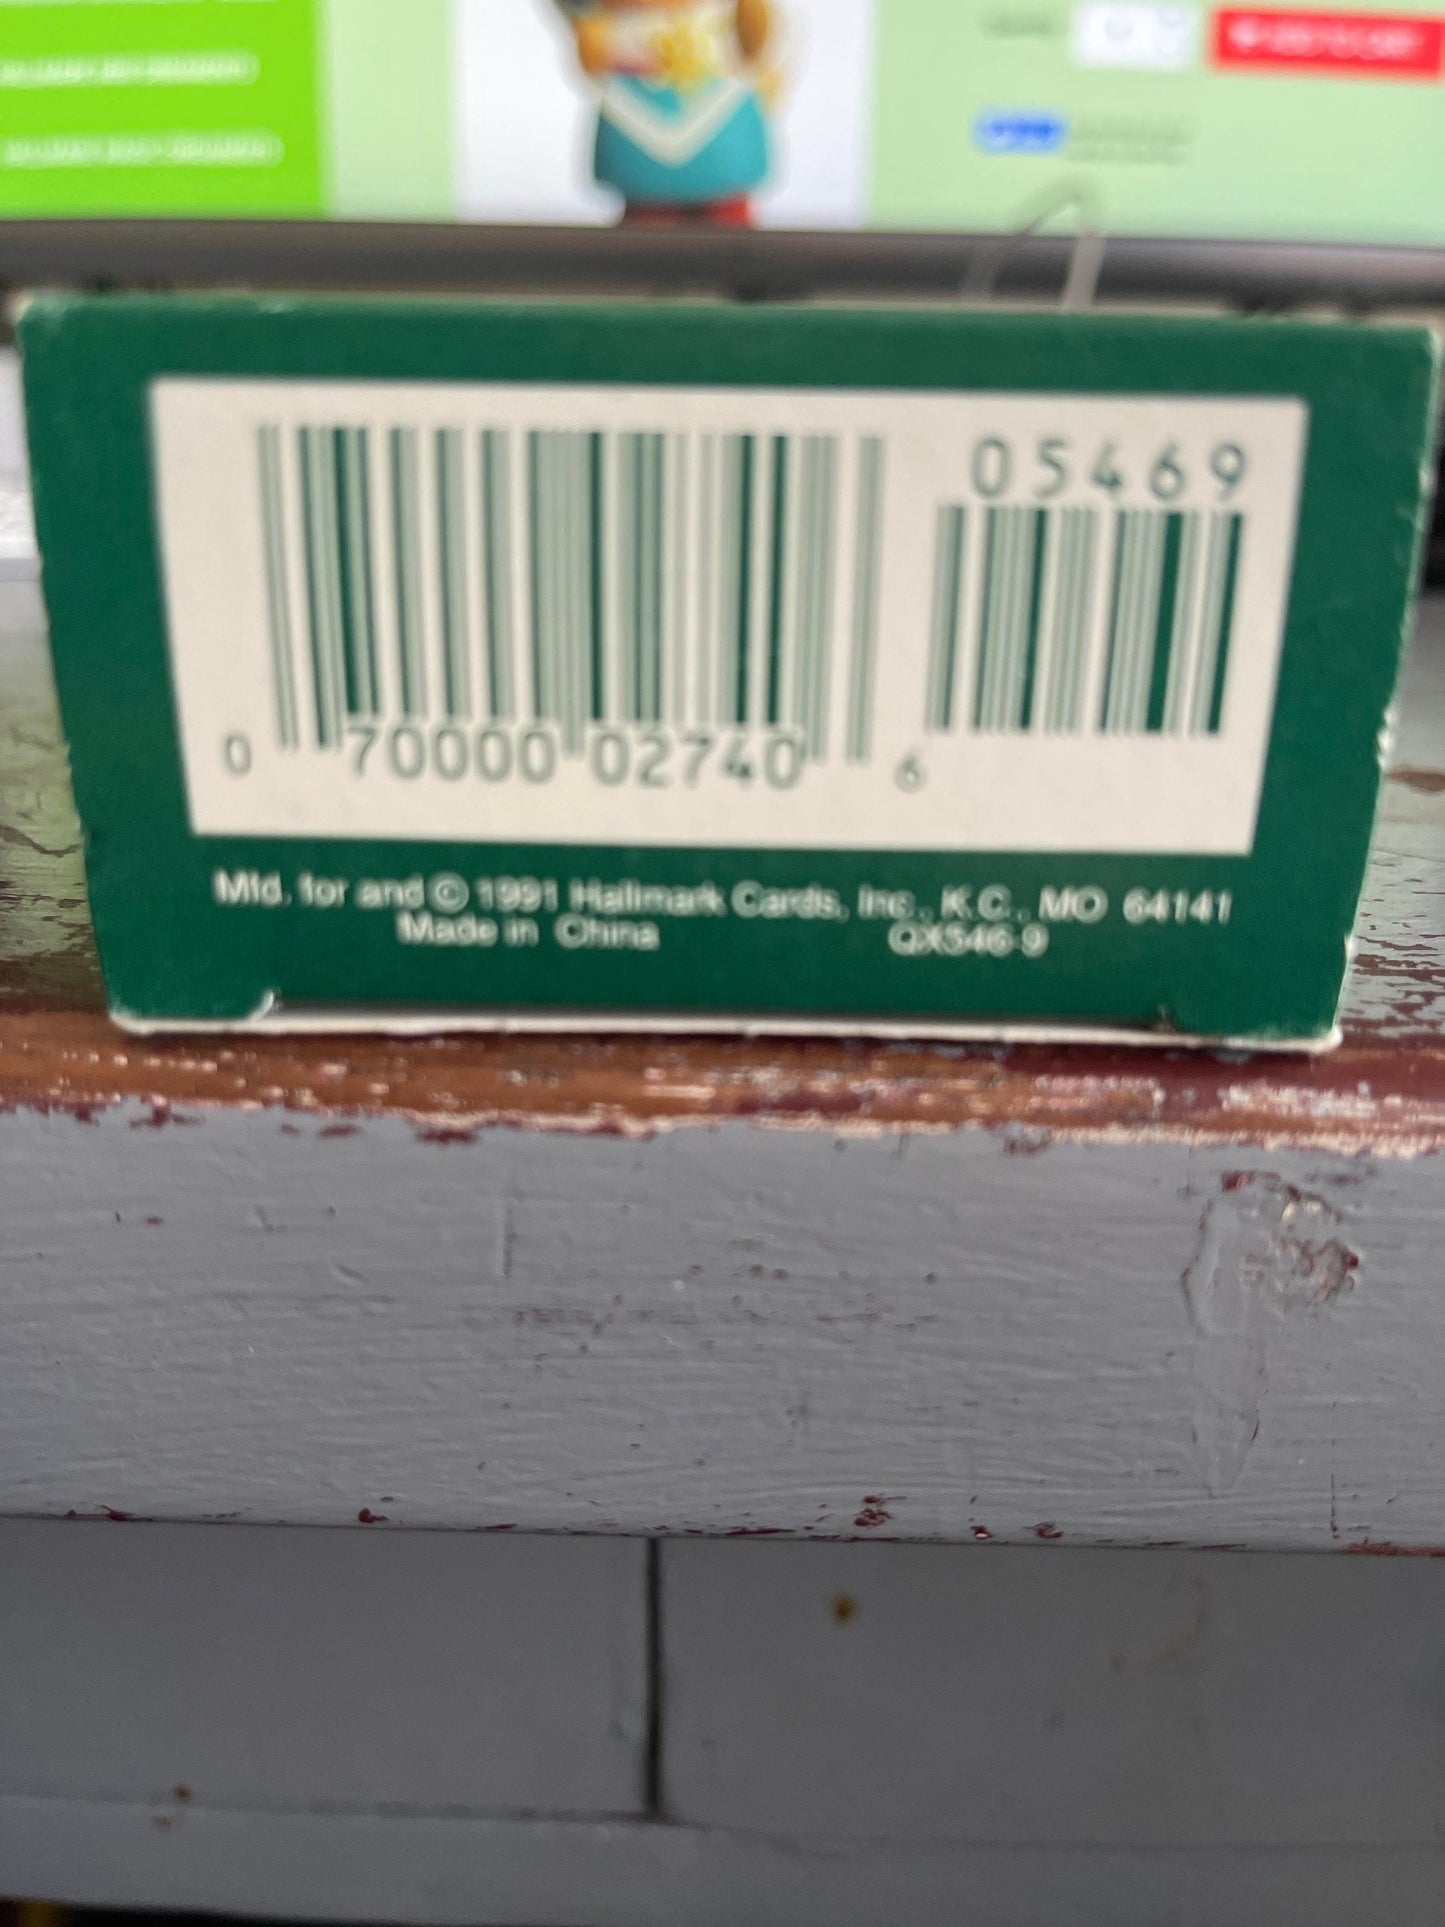 05469
0 70000 02740 6
Mfd. for and © 1991 Hallmark Cards, Inc., K.C., MO 64141
Made in China QX546-9